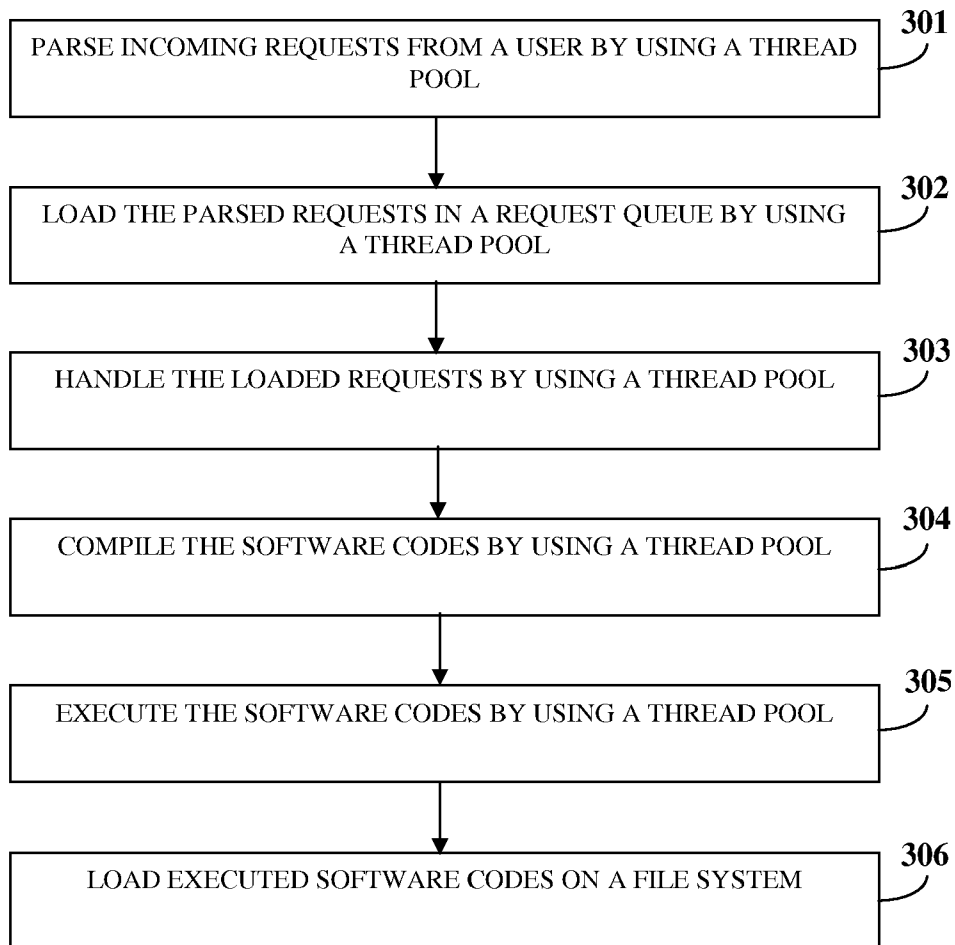 301
PARSE INCOMING REQUESTS FROM A USER BY USING A THREAD
POOL
302
LOAD THE PARSED REQUESTS IN A REQUEST QUEUE BY USING
A THREAD POOL
303
HANDLE THE LOADED REQUESTS BY USING A THREAD POOL
304
COMPILE THE SOFTWARE CODES BY USING A THREAD POOL
305
EXECUTE THE SOFTWARE CODES BY USING A THREAD POOL
306
LOAD EXECUTED SOFTWARE CODES ON A FILE SYSTEM